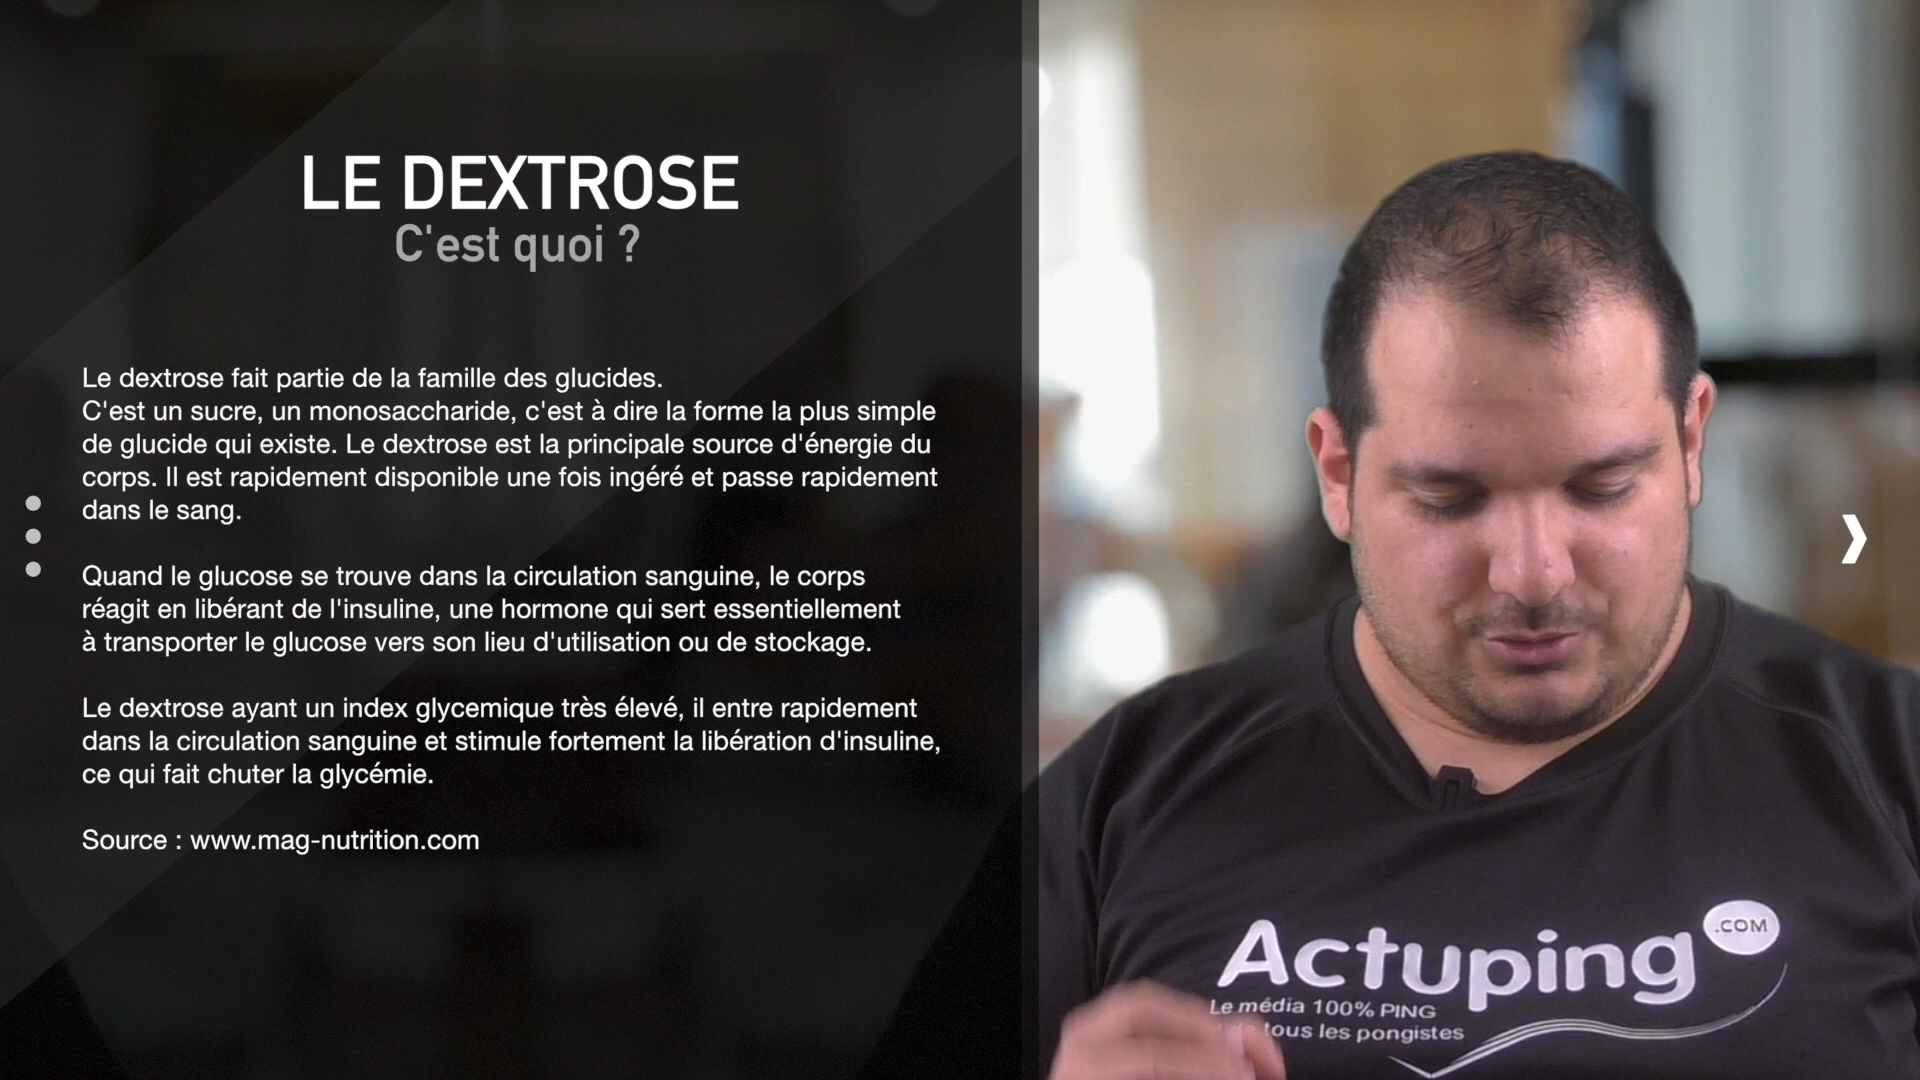 LE DEXTROSE
C'est quoi ?
Le dextrose fait partie de la famille des glucides.
C'est un sucre, un monosaccharide, c'est à dire la forme la plus simple
de glucide qui existe. Le dextrose est la principale source d'énergie du
corps. Il est rapidement disponible une fois ingéré et passe rapidement
dans le sang.
Quand le glucose se trouve dans la circulation sanguine, le corps
réagit en libérant de l'insuline, une hormone qui sert essentiellement
à transporter le glucose vers son lieu d'utilisation ou de stockage.
Le dextrose ayant un index glycemique très élevé, il entre rapidement
dans la circulation sanguine et stimule fortement la libération d'insuline,
ce qui fait chuter la glycémie.
Source : www.mag-nutrition.com
Actuping .COM
Le média 100% PING
tous les pongistes